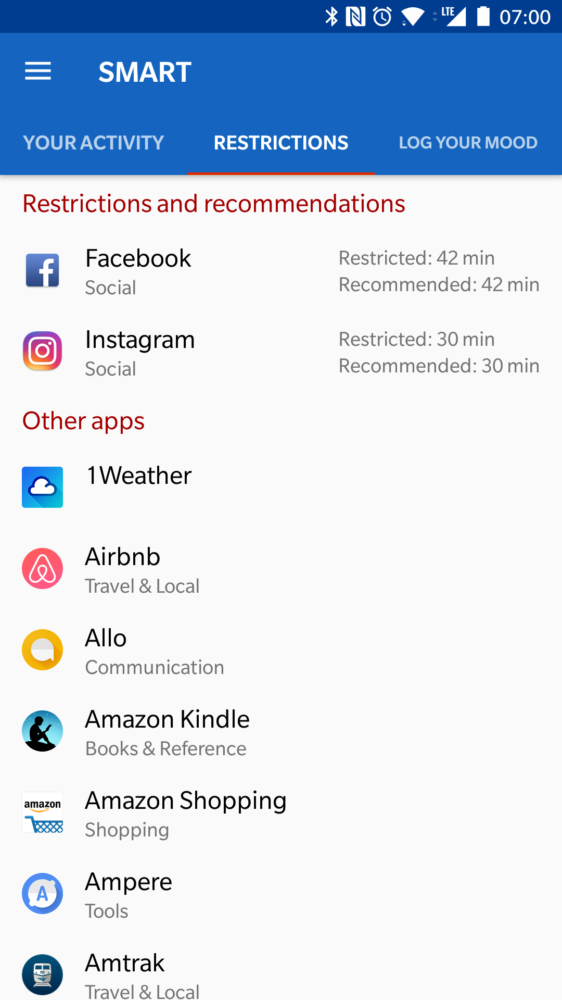 LTE 07:00
SMART
YOUR ACTIVITY RESTRICTIONS LOG YOUR MOOD
Restrictions and recommendations
Facebook Restricted: 42 min
Social Recommended: 42 min
Instagram Restricted: 30 min
Social Recommended: 30 min
Other apps
1Weather
Airbnb
Travel & Local
Allo
Communication
Amazon Kindle
Books & Reference
amazon
Amazon Shopping
Shopping
A
Ampere
Tools
Amtrak
Travel & Local